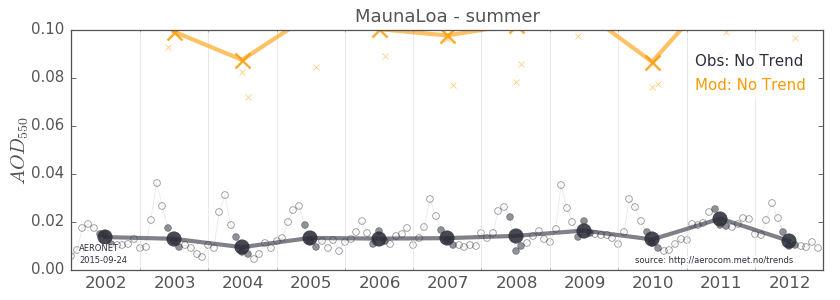 MaunaLoa - summer
0.10
0.08
0.06
0.04
0.02
0.00
AOD550
Obs: No Trend
Mod: No Trend
AERONET
2015-09-24
source: http://aerocom.met.no/trends
2002 2003 2004 2005 2006 2007 2008 2009 2010 2011 2012